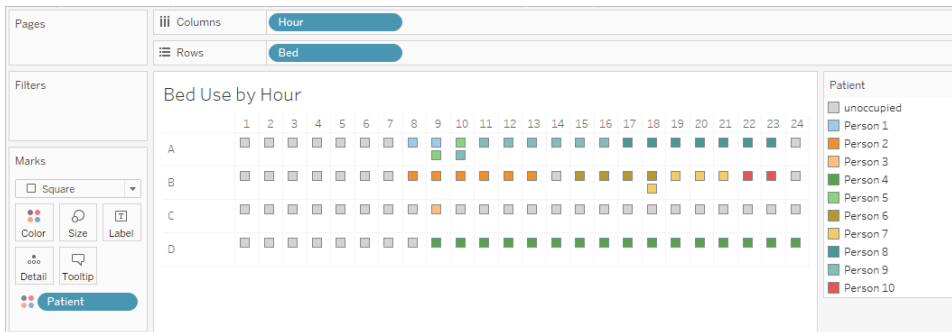 Pages
Columns
Hour
Rows
Bed
Filters
Bed Use by Hour
1 2 3 4 5 6 7 8 9 10 11 12 13 14 15 16 17 18 19 20 21 22 23 24
A
B
C
D
Marks
Square
Color Size Label
Detail Tooltip
Patient
Patient
unoccupied
Person 1
Person 2
Person 3
Person 4
Person 5
Person 6
Person 7
Person 8
Person 9
Person 10